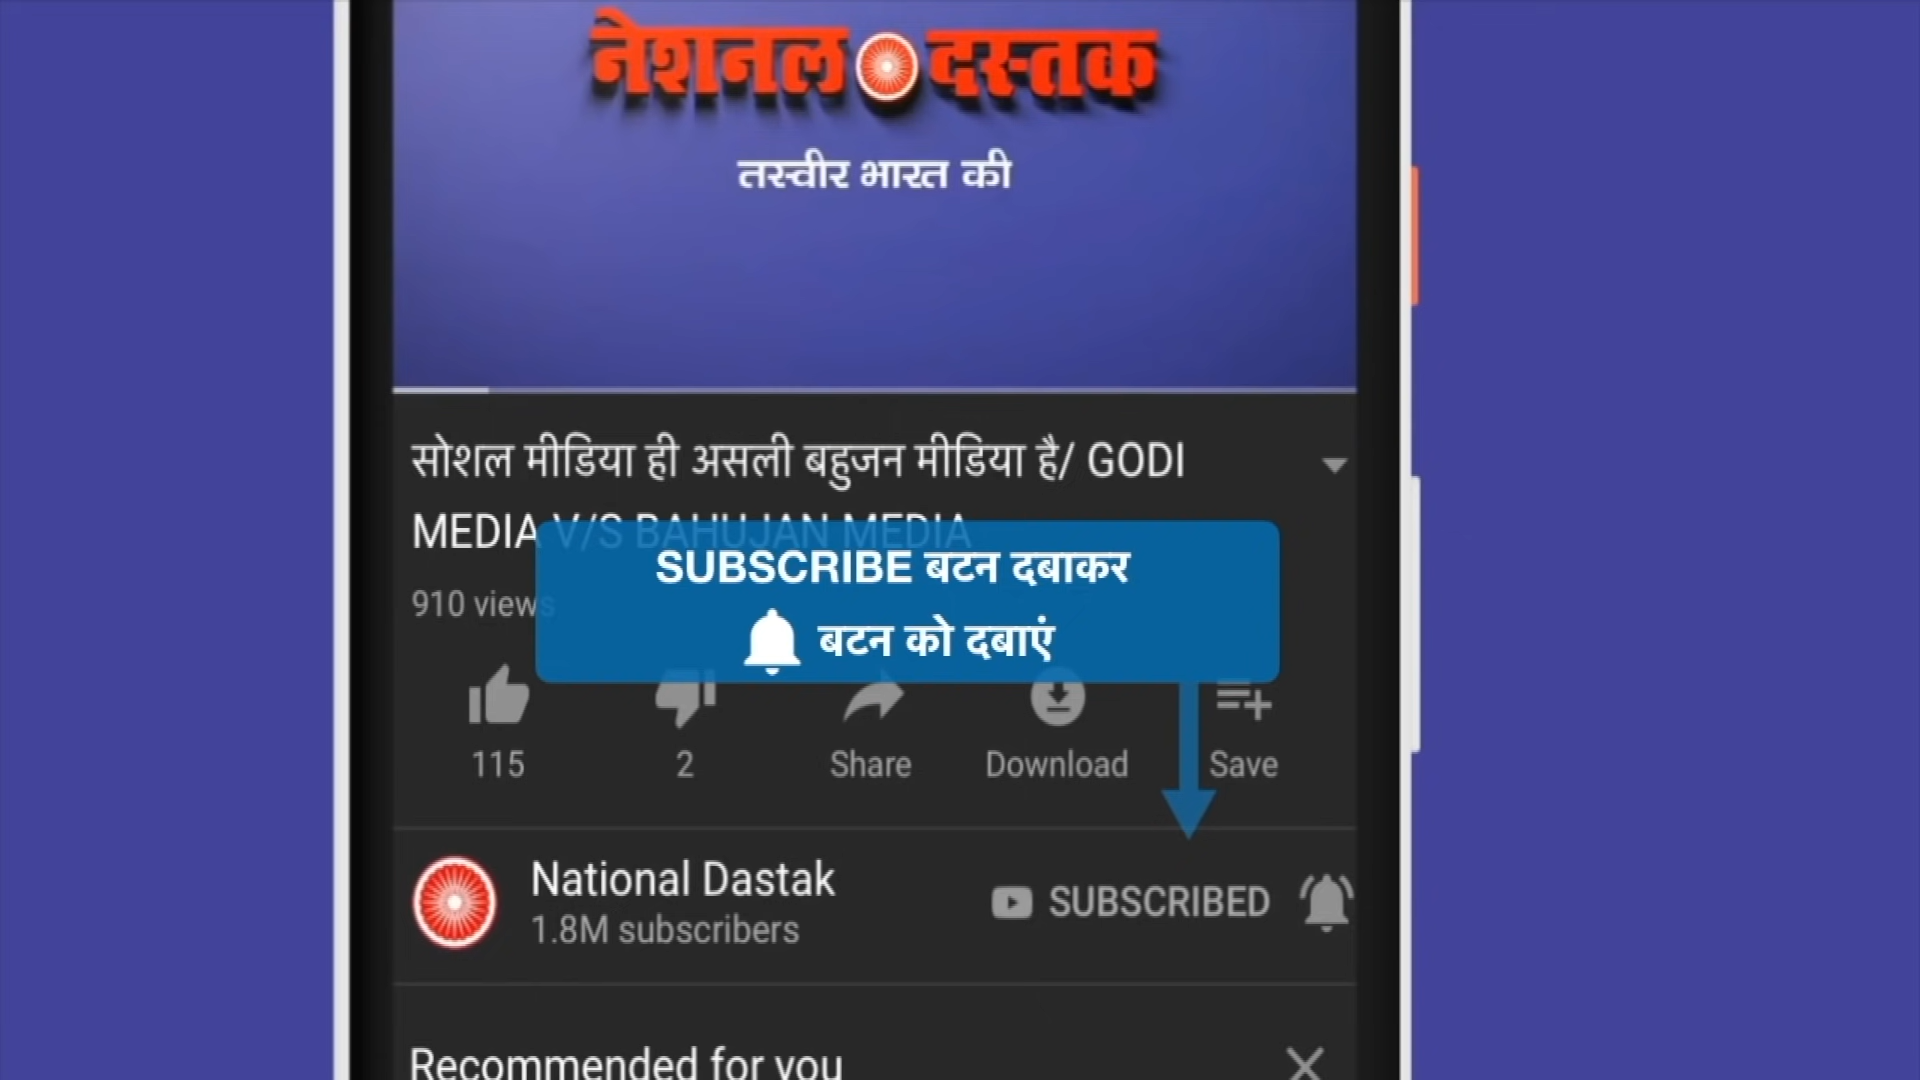 नेशनल दस्तक
तस्वीर भारत की
सोशल मीडिया ही असली बहुजन मीडिया है/ GODI
MEDIA V/S BAHUJAN MEDIA
910 views
SUBSCRIBE बटन दबाकर
बटन को दबाएं
115
2
Share
Download
Save
National Dastak
1.8M subscribers
SUBSCRIBED
Recommended for you